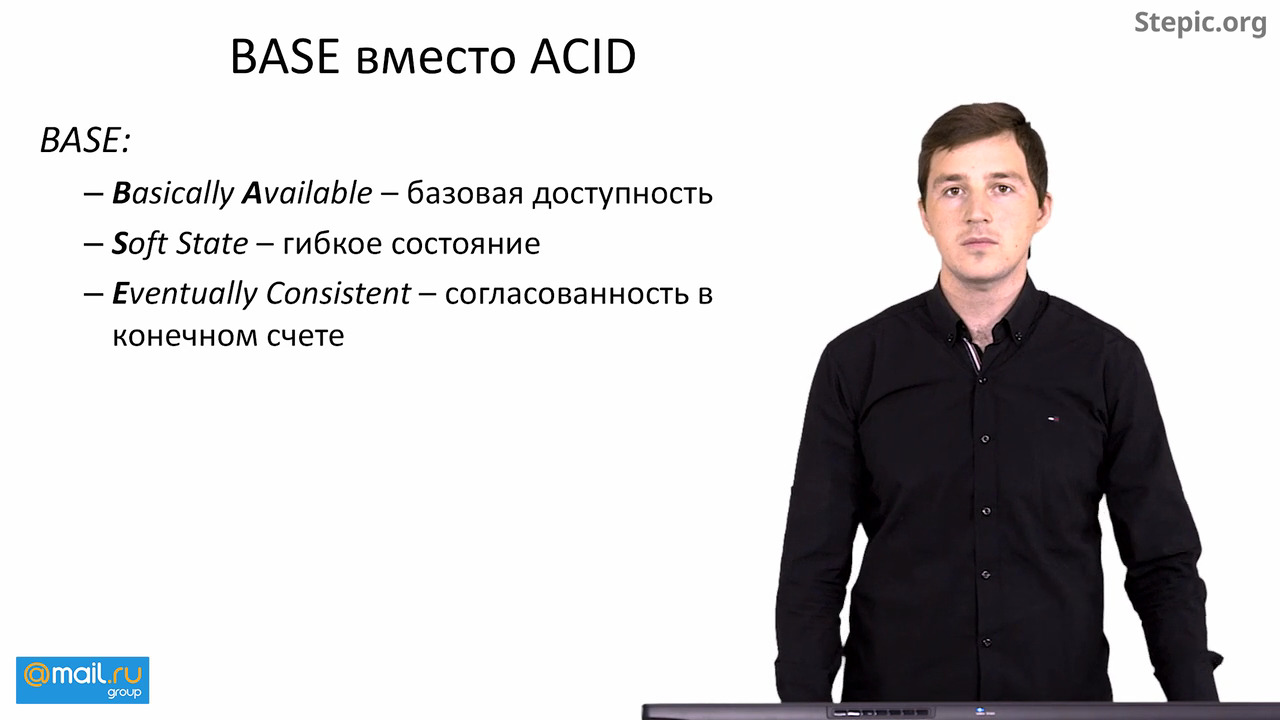 Stepic.org
BASE вместо ACID
BASE:
– Basically Available – базовая доступность
– Soft State – гибкое состояние
– Eventually Consistent – согласованность в
конечном счете
@mail.ru
group